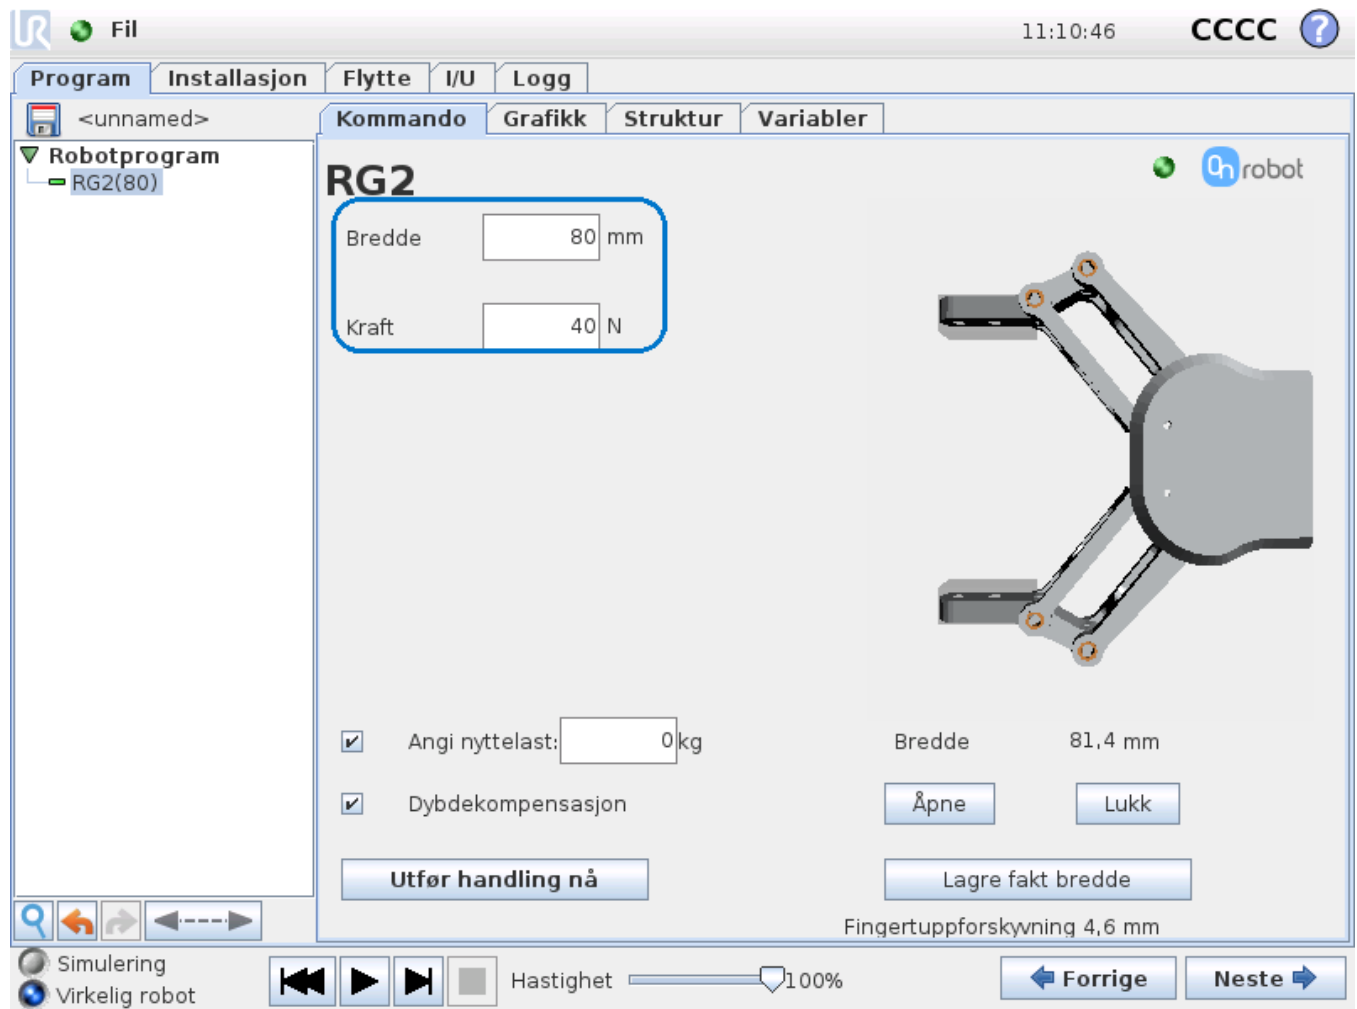 Fil 11:10:46 CCCC ?
Program Installasjon Flytte I/U Logg
<unnamed> Kommando Grafikk Struktur Variabler
Robotprogram
RG2(80)
RG2
On robot
Bredde 80 mm
Kraft 40 N
Angi nyttelast: 0 kg
Bredde 81,4 mm
Dybdekompensasjon
Åpne Lukk
Utfør handling nå
Lagre fakt bredde
Fingertuppforskyvning 4,6 mm
Simulering
Virkelig robot
Hastighet 100%
Forrige Neste